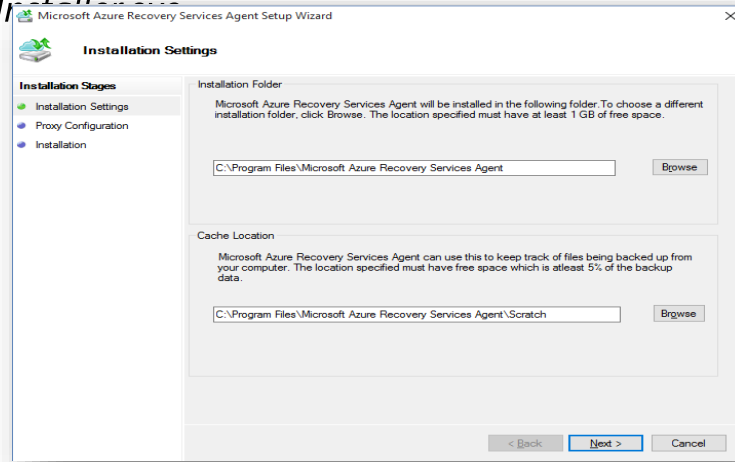 Microsoft Azure Recovery Services Agent Setup Wizard
Installation Settings
Installation Stages
Installation Settings
Proxy Configuration
Installation
Installation Folder
Microsoft Azure Recovery Services Agent will be installed in the following folder.To choose a different
installation folder, click Browse. The location specified must have at least 1 GB of free space.
C:\Program Files\Microsoft Azure Recovery Services Agent
Browse
Cache Location
Microsoft Azure Recovery Services Agent can use this to keep track of files being backed up from
your computer. The location specified must have free space which is atleast 5% of the backup
data.
C:\Program Files\Microsoft Azure Recovery Services Agent\Scratch
Browse
< Back
Next >
Cancel